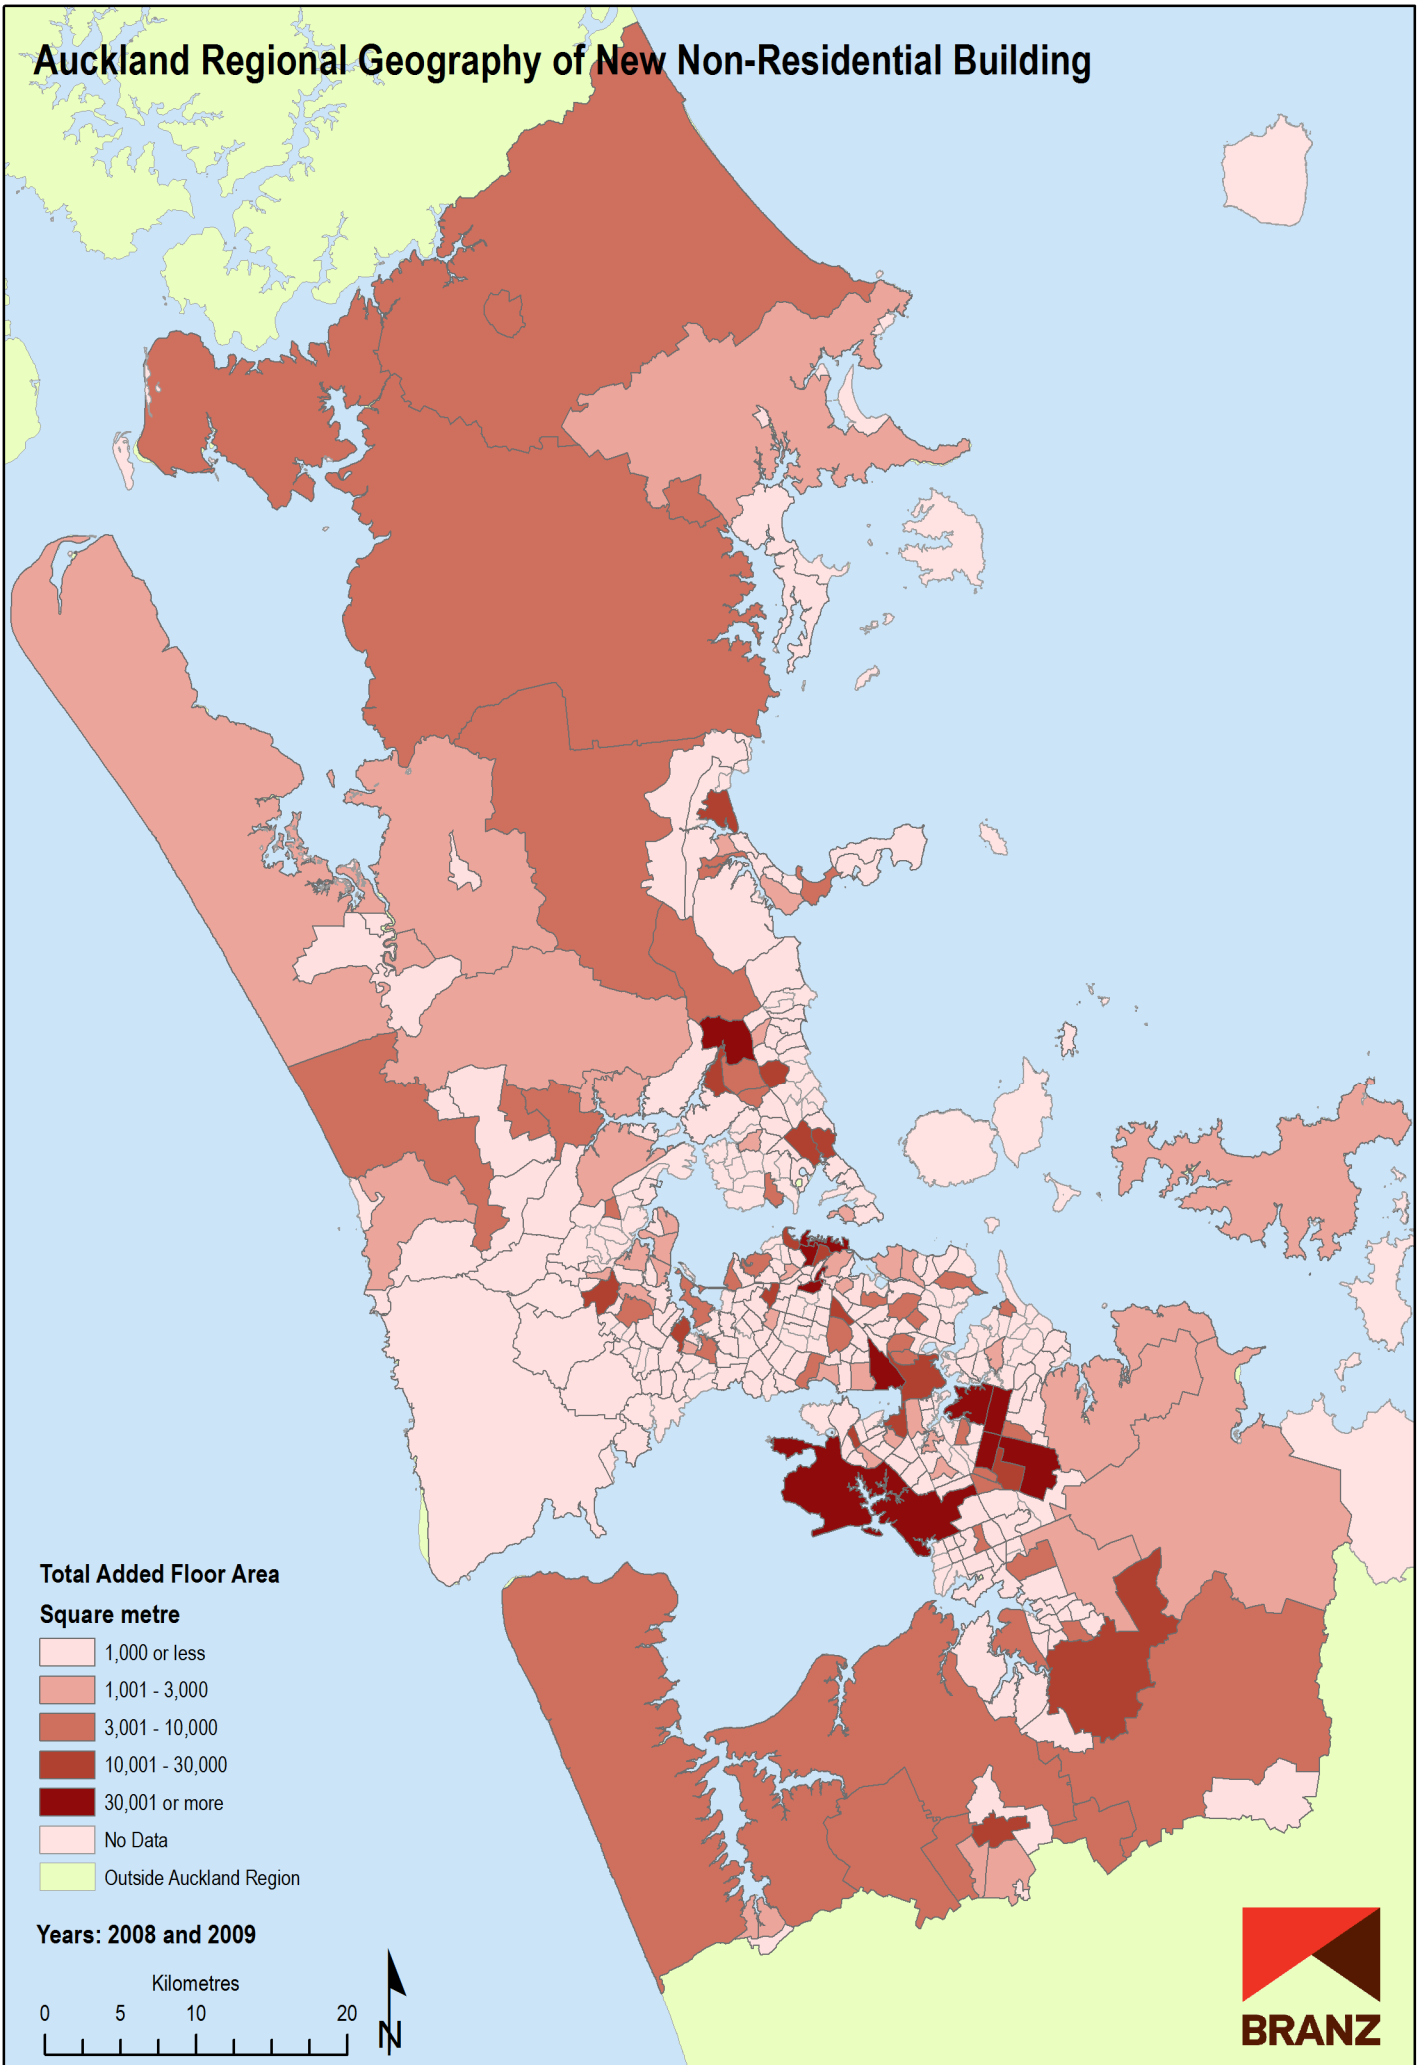 Auckland Regional Geography of New Non-Residential Building
Total Added Floor Area
Square metre
1,000 or less
1,001 - 3,000
3,001 - 10,000
10,001 - 30,000
30,001 or more
No Data
Outside Auckland Region
Years: 2008 and 2009
Kilometres
0 5 10 20
N
BRANZ